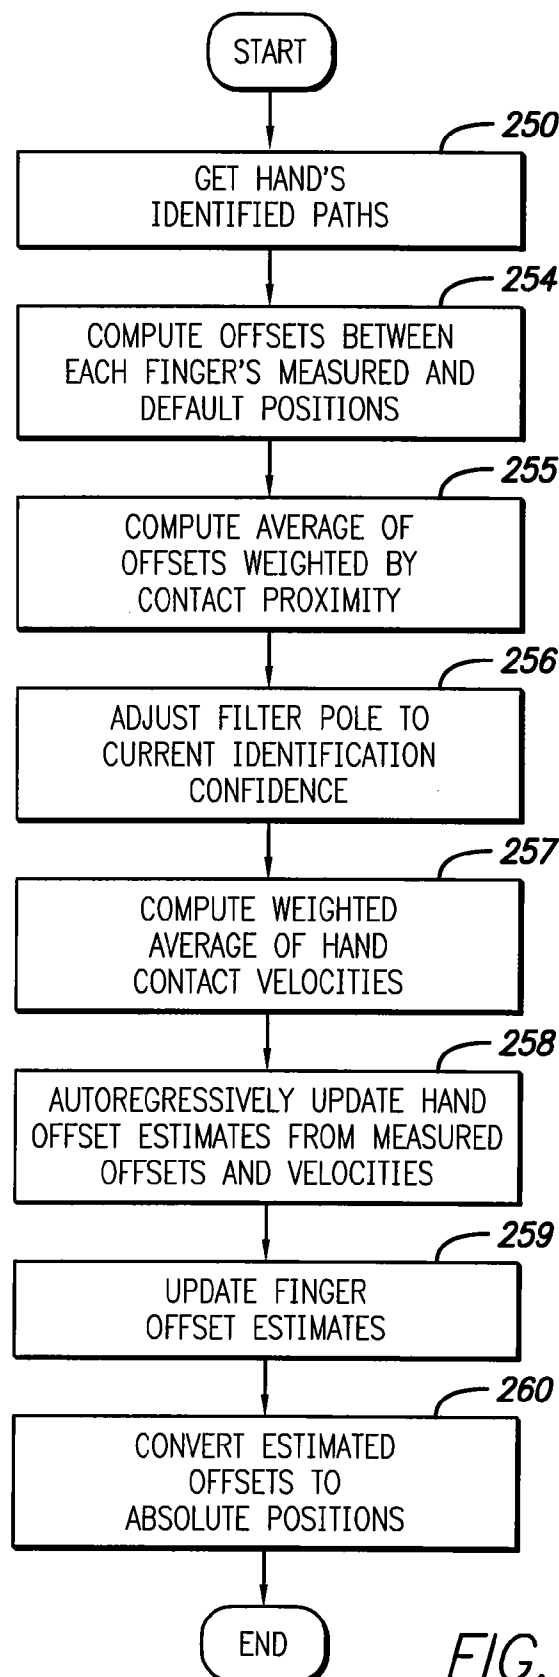 START
250
GET HAND'S
IDENTIFIED PATHS
254
COMPUTE OFFSETS BETWEEN
EACH FINGER'S MEASURED AND
DEFAULT POSITIONS
255
COMPUTE AVERAGE OF
OFFSETS WEIGHTED BY
CONTACT PROXIMITY
256
ADJUST FILTER POLE TO
CURRENT IDENTIFICATION
CONFIDENCE
257
COMPUTE WEIGHTED
AVERAGE OF HAND
CONTACT VELOCITIES
258
AUTOREGRESSIVELY UPDATE HAND
OFFSET ESTIMATES FROM MEASURED
OFFSETS AND VELOCITIES
259
UPDATE FINGER
OFFSET ESTIMATES
260
CONVERT ESTIMATED
OFFSETS TO
ABSOLUTE POSITIONS
END
FIG.